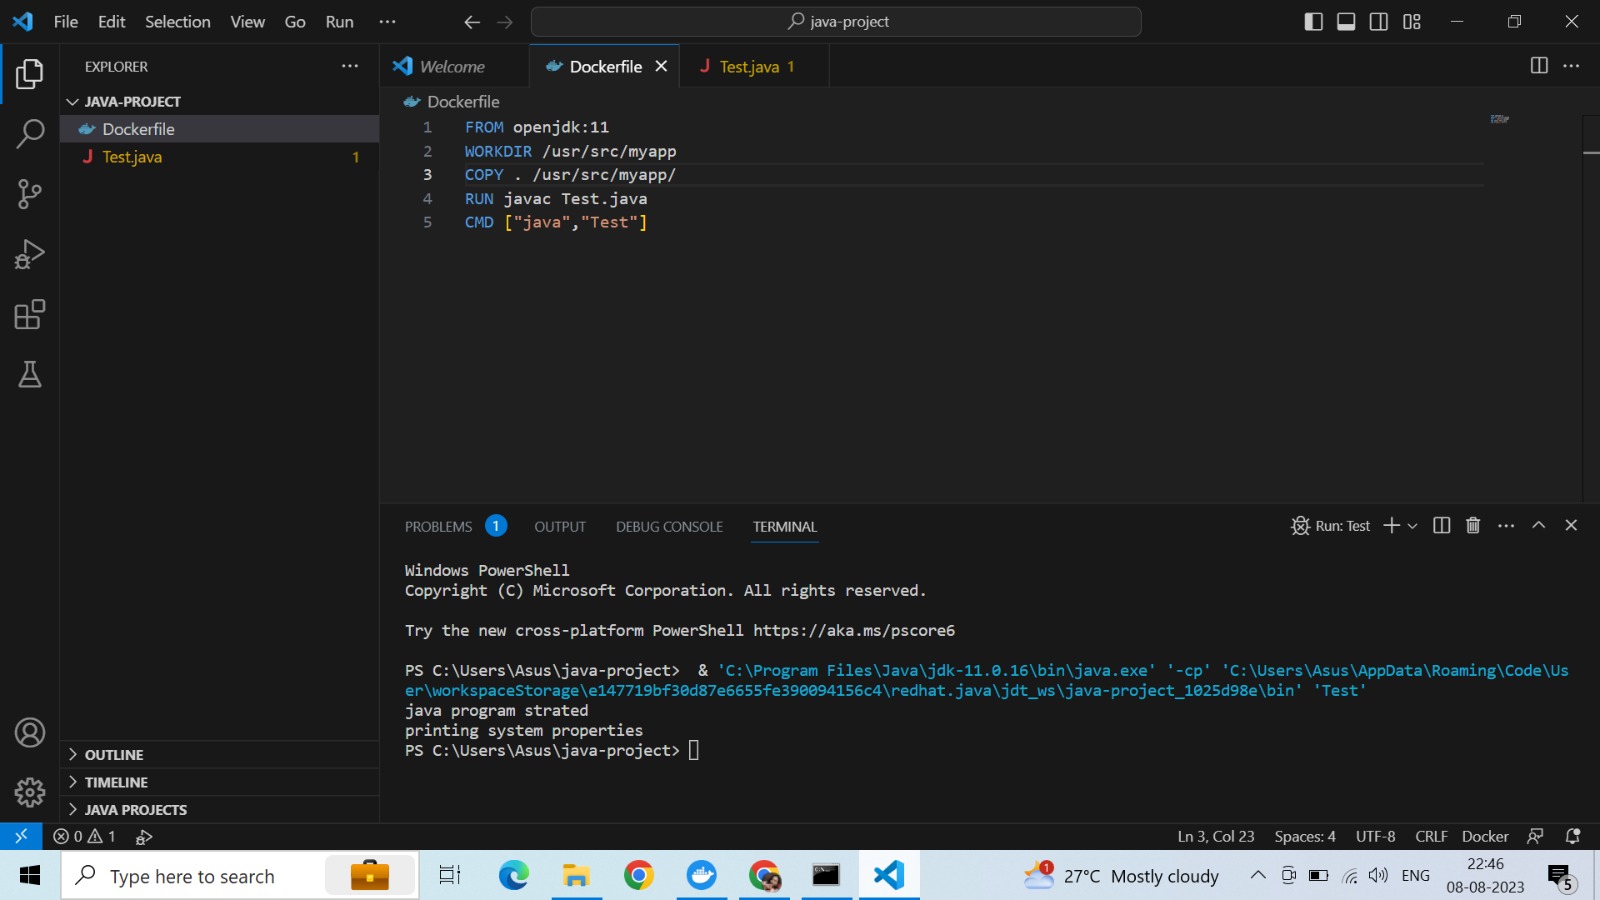 File Edit Selection View Go Run ··· java-project
EXPLORER ···
JAVA-PROJECT
Dockerfile
Test.java 1
OUTLINE
TIMELINE
JAVA PROJECTS
Welcome Dockerfile Test.java 1
Dockerfile
1 FROM openjdk:11
2 WORKDIR /usr/src/myapp
3 COPY . /usr/src/myapp/
4 RUN javac Test.java
5 CMD ["java","Test"]
PROBLEMS 1 OUTPUT DEBUG CONSOLE TERMINAL Run: Test
Windows PowerShell
Copyright (C) Microsoft Corporation. All rights reserved.
Try the new cross-platform PowerShell https://aka.ms/pscore6
PS C:\Users\Asus\java-project>  & 'C:\Program Files\Java\jdk-11.0.16\bin\java.exe' '-cp' 'C:\Users\Asus\AppData\Roaming\Code\Us
er\workspaceStorage\e147719bf30d87e6655fe390094156c4\redhat.java\jdt_ws\java-project_1025d98e\bin' 'Test'
java program strated
printing system properties
PS C:\Users\Asus\java-project>
0 1 Ln 3, Col 23 Spaces: 4 UTF-8 CRLF Docker
Type here to search 1 27°C Mostly cloudy ENG 22:46
08-08-2023 5